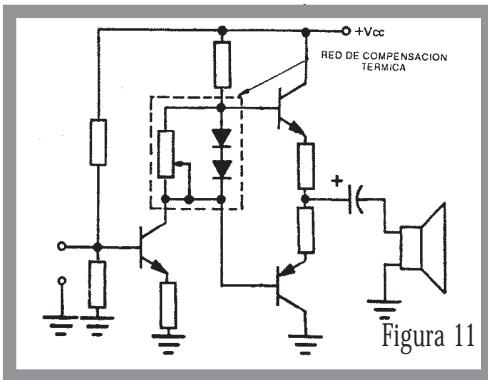 +Vcc
RED DE COMPENSACION
TERMICA
+
Figura 11